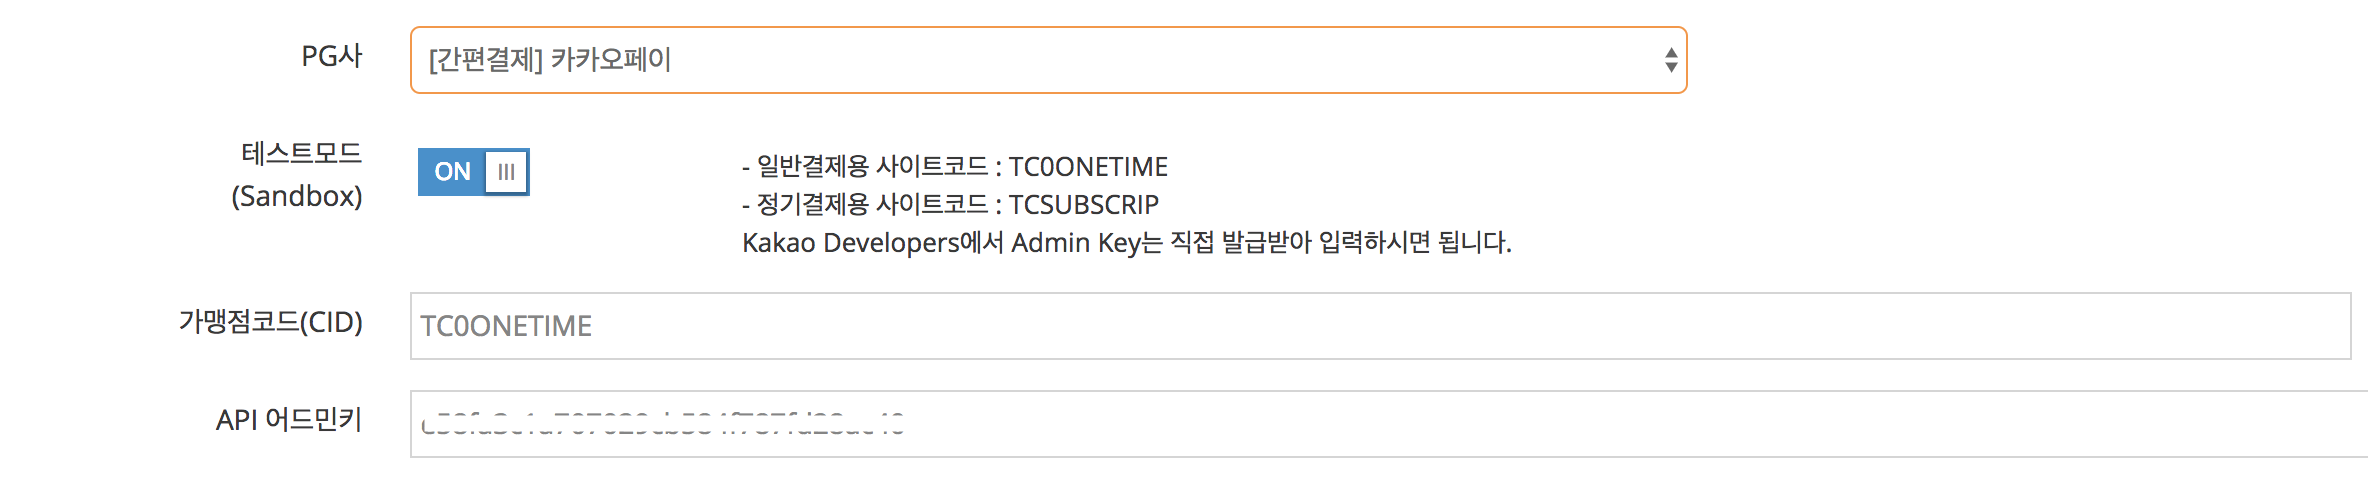 PG사
[간편결제] 카카오페이
테스트모드
(Sandbox)
ON
- 일반결제용 사이트코드 : TC0ONETIME
- 정기결제용 사이트코드 : TCSUBSCRIP
Kakao Developers에서 Admin Key는 직접 발급받아 입력하시면 됩니다.
가맹점코드(CID)
TC0ONETIME
API 어드민키